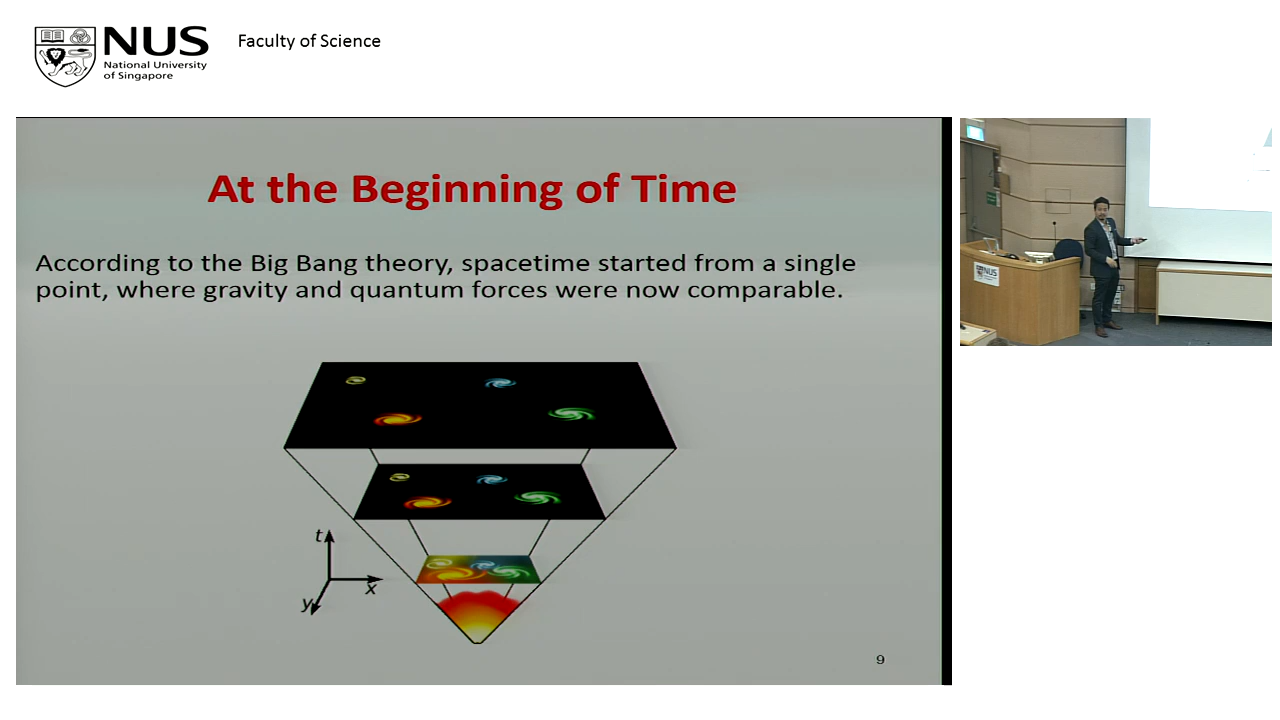 NUS
National University
of Singapore
Faculty of Science
At the Beginning of Time
According to the Big Bang theory, spacetime started from a single
point, where gravity and quantum forces were now comparable.
t
x
y
9
NUS